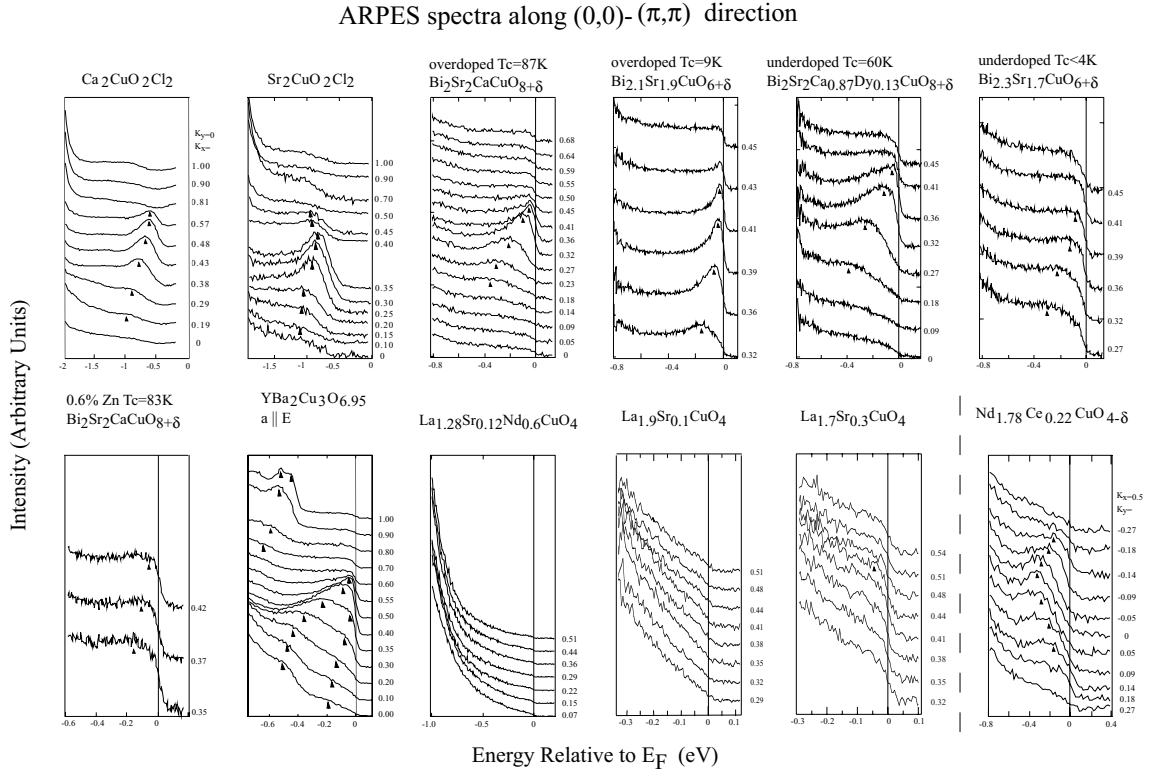 ARPES spectra along (0,0)- (π,π) direction
Ca 2CuO 2Cl2
Sr2CuO 2Cl2
overdoped Tc=87K
Bi2Sr2CaCuO8+δ
overdoped Tc=9K
Bi2.1Sr1.9CuO6+δ
underdoped Tc=60K
Bi2Sr2Ca0.87Dy0.13CuO8+δ
underdoped Tc<4K
Bi2.3Sr1.7CuO6+δ
Ky=0
Kx=
1.00
0.90
0.81
0.57
0.48
0.43
0.38
0.29
0.19
0
-2 -1.5 -1 -0.5 0
1.00
0.90
0.70
0.50
0.45
0.40
0.35
0.30
0.25
0.20
0.15
0.10
0
-1.5 -1 -0.5 -0
0.68
0.64
0.59
0.55
0.50
0.45
0.41
0.36
0.32
0.27
0.23
0.18
0.14
0.09
0.05
0
-0.8 -0.4 0
0.45
0.43
0.41
0.39
0.36
0.32
-0.8 -0.4 0
0.45
0.41
0.36
0.32
0.27
0.18
0.09
0
-0.8 -0.4 0
0.45
0.41
0.39
0.36
0.32
0.27
-0.8 -0.4 0
Intensity (Arbitrary Units)
0.6% Zn Tc=83K
Bi2Sr2CaCuO8+δ
YBa2Cu3O6.95
a || E
La1.28Sr0.12Nd0.6CuO4
La1.9Sr0.1CuO4
La1.7Sr0.3CuO4
Nd1.78 Ce 0.22 CuO 4-δ
0.42
0.37
0.35
-0.6 -0.4 -0.2 0
1.00
0.90
0.80
0.70
0.60
0.55
0.50
0.40
0.35
0.30
0.20
0.10
0.00
-0.6 -0.4 -0.2 0
0.51
0.44
0.36
0.29
0.22
0.15
0.07
-1.0 -0.5 0
0.51
0.48
0.44
0.41
0.38
0.35
0.32
0.29
-0.3 -0.2 -0.1 0 0.1
0.54
0.51
0.48
0.44
0.41
0.38
0.35
0.32
-0.3 -0.2 -0.1 0 0.1
Kx=0.5
Ky=
-0.27
-0.18
-0.14
-0.09
-0.05
0
0.05
0.09
0.14
0.18
0.27
-0.8 -0.4 0 0.4
Energy Relative to EF (eV)